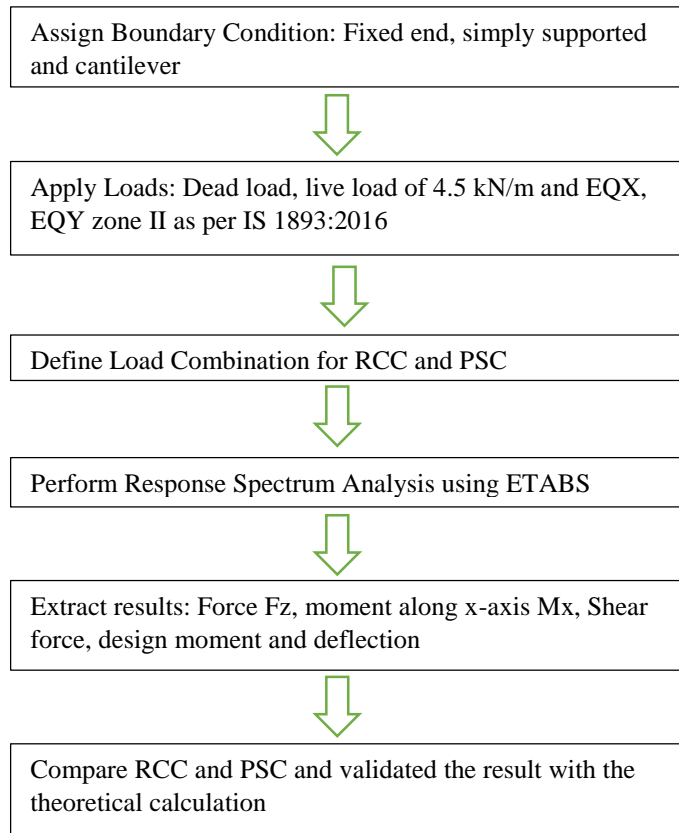 Assign Boundary Condition: Fixed end, simply supported
and cantilever
Apply Loads: Dead load, live load of 4.5 kN/m and EQX,
EQY zone II as per IS 1893:2016
Define Load Combination for RCC and PSC
Perform Response Spectrum Analysis using ETABS
Extract results: Force Fz, moment along x-axis Mx, Shear
force, design moment and deflection
Compare RCC and PSC and validated the result with the
theoretical calculation